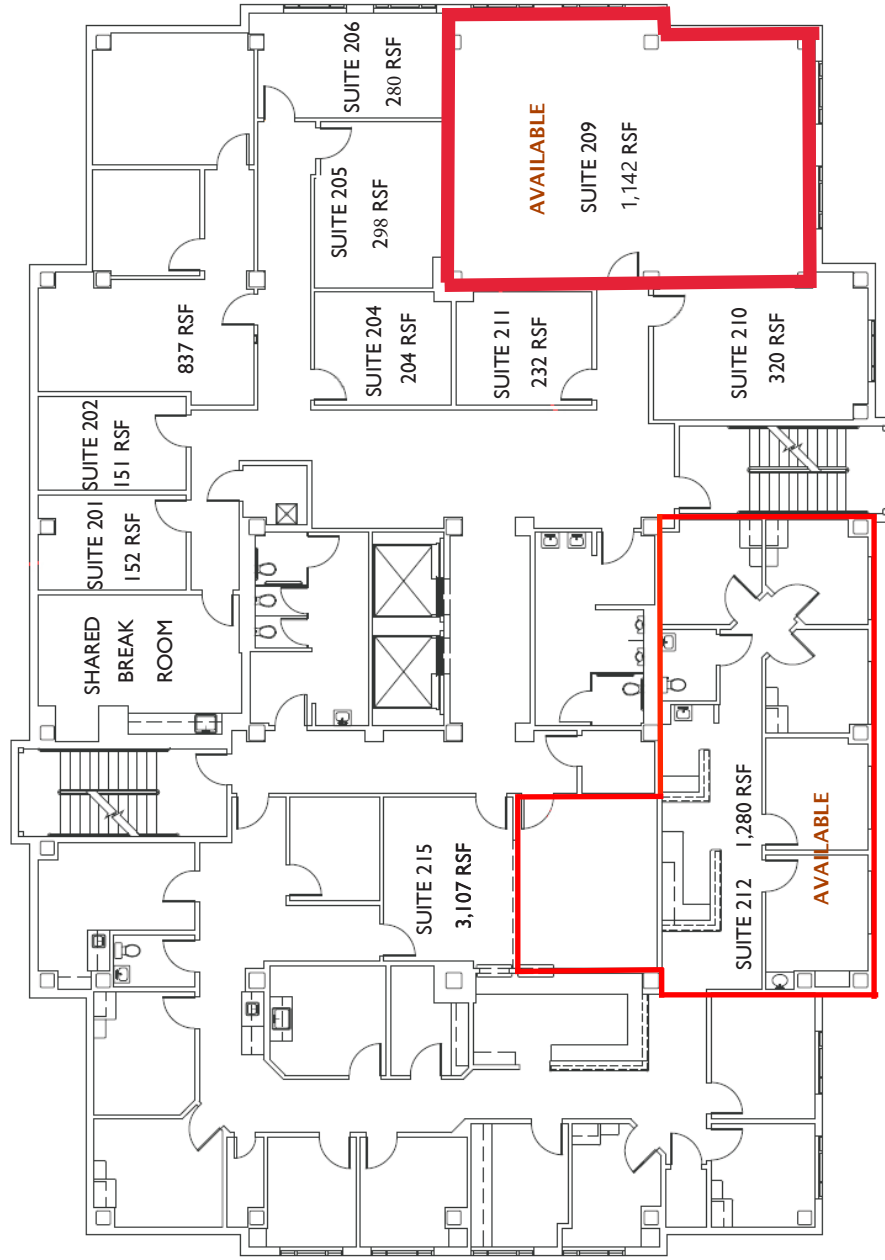 SUITE 206
280 RSF
SUITE 205
298 RSF
AVAILABLE
SUITE 209
1,142 RSF
837 RSF
SUITE 204
204 RSF
SUITE 211
232 RSF
SUITE 210
320 RSF
SUITE 202
151 RSF
SUITE 201
152 RSF
SHARED
BREAK
ROOM
SUITE 215
3,107 RSF
SUITE 212
1,280 RSF
AVAILABLE